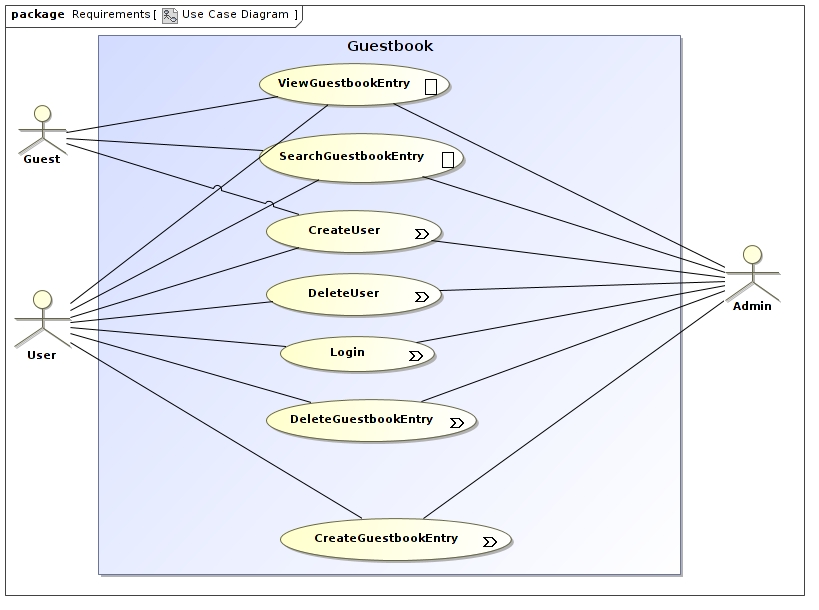 package Requirements [ Use Case Diagram ]
Guestbook
ViewGuestbookEntry
SearchGuestbookEntry
Guest
CreateUser
DeleteUser
Admin
User
Login
DeleteGuestbookEntry
CreateGuestbookEntry